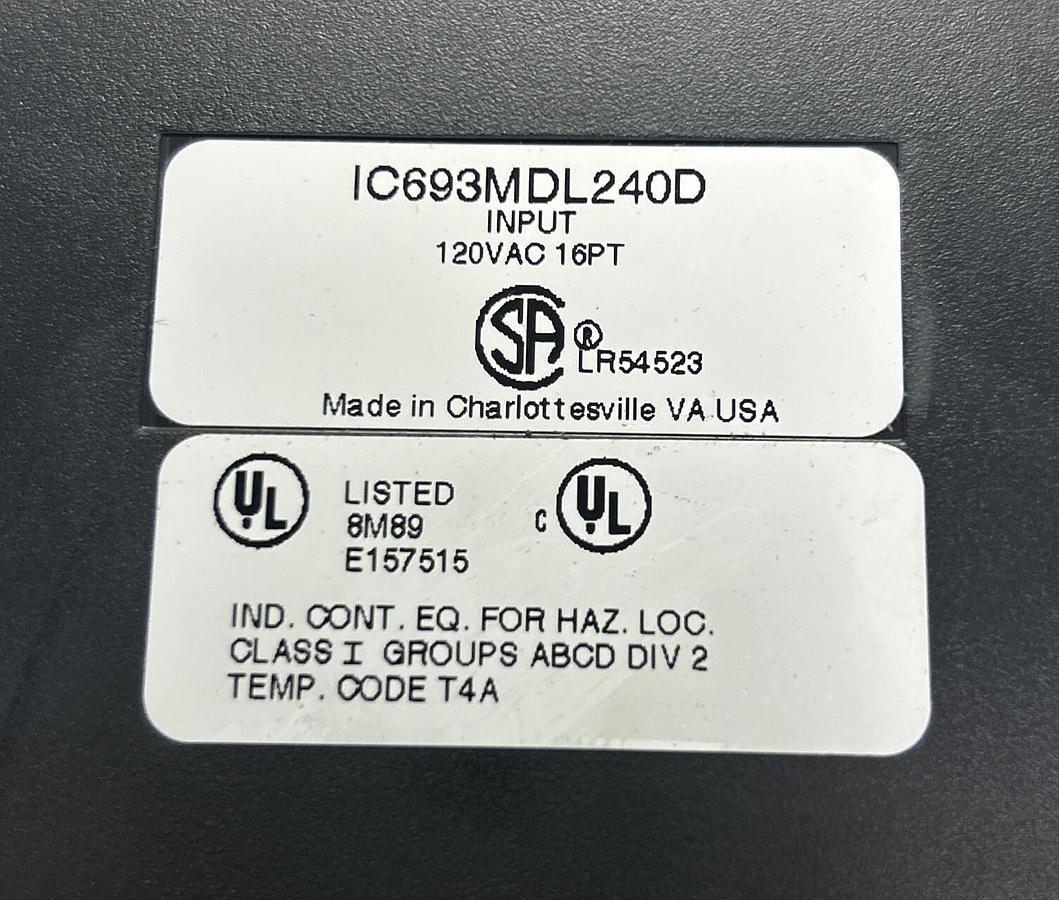 IC693MDL240D
INPUT
120VAC 16PT
SA ®
LR54523
Made in Charlottesville VA USA
UL LISTED c UL
8M89
E157515
IND. CONT. EQ. FOR HAZ. LOC.
CLASS I GROUPS ABCD DIV 2
TEMP. CODE T4A